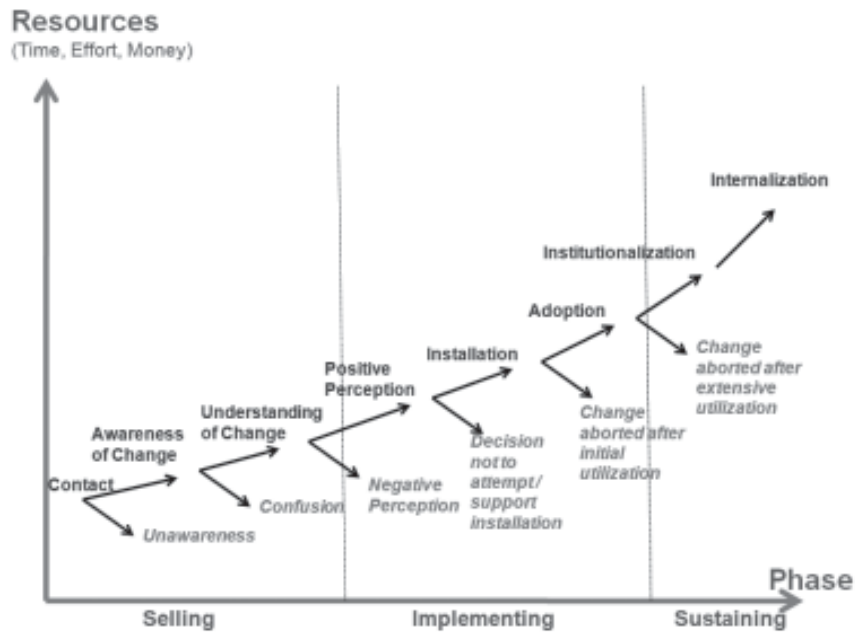 Resources
(Time, Effort, Money)
Internalization
Institutionalization
Adoption
Change
aborted after
extensive
utilization
Installation
Positive
Perception
Change
aborted after
initial
utilization
Understanding
of Change
Decision
not to
attempt/
support
installation
Awareness
of Change
Negative
Perception
Contact
Confusion
Unawareness
Phase
Selling
Implementing
Sustaining